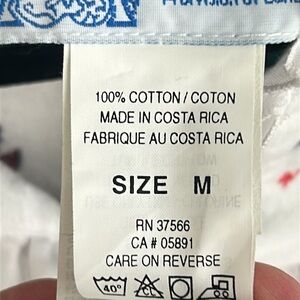 100% COTTON / COTON
MADE IN COSTA RICA
FABRIQUE AU COSTA RICA
SIZE M
RN 37566
CA # 05891
CARE ON REVERSE
40°
CL